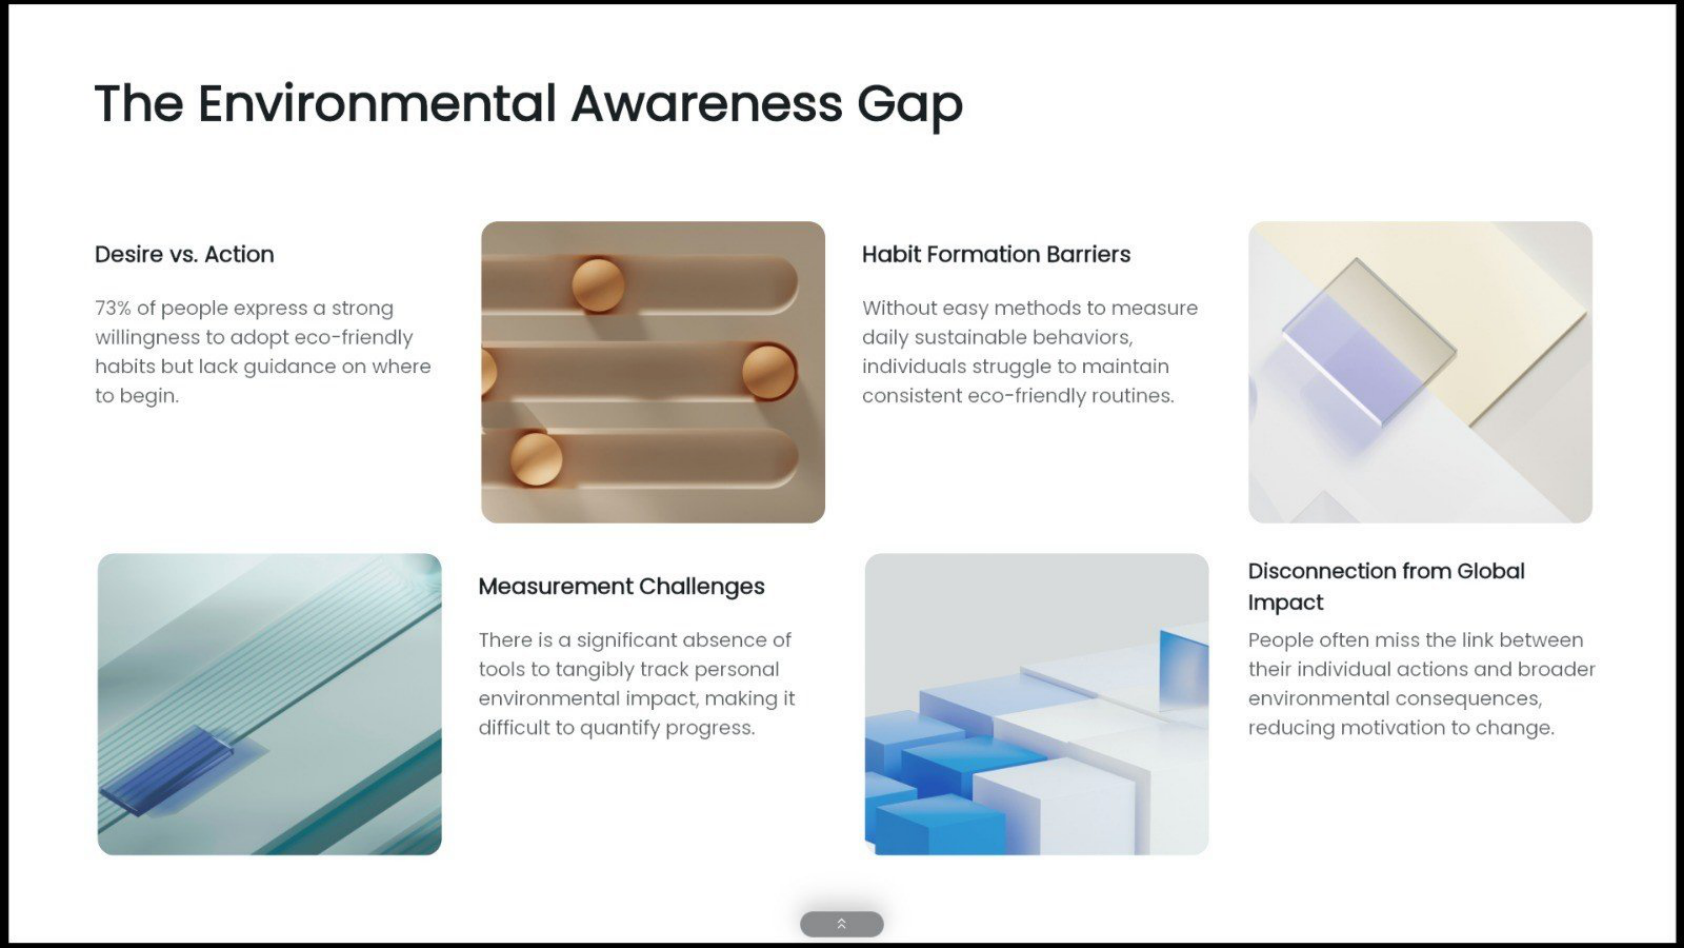 The Environmental Awareness Gap
Desire vs. Action
73% of people express a strong
willingness to adopt eco-friendly
habits but lack guidance on where
to begin.
Habit Formation Barriers
Without easy methods to measure
daily sustainable behaviors,
individuals struggle to maintain
consistent eco-friendly routines.
Measurement Challenges
There is a significant absence of
tools to tangibly track personal
environmental impact, making it
difficult to quantify progress.
Disconnection from Global
Impact
People often miss the link between
their individual actions and broader
environmental consequences,
reducing motivation to change.